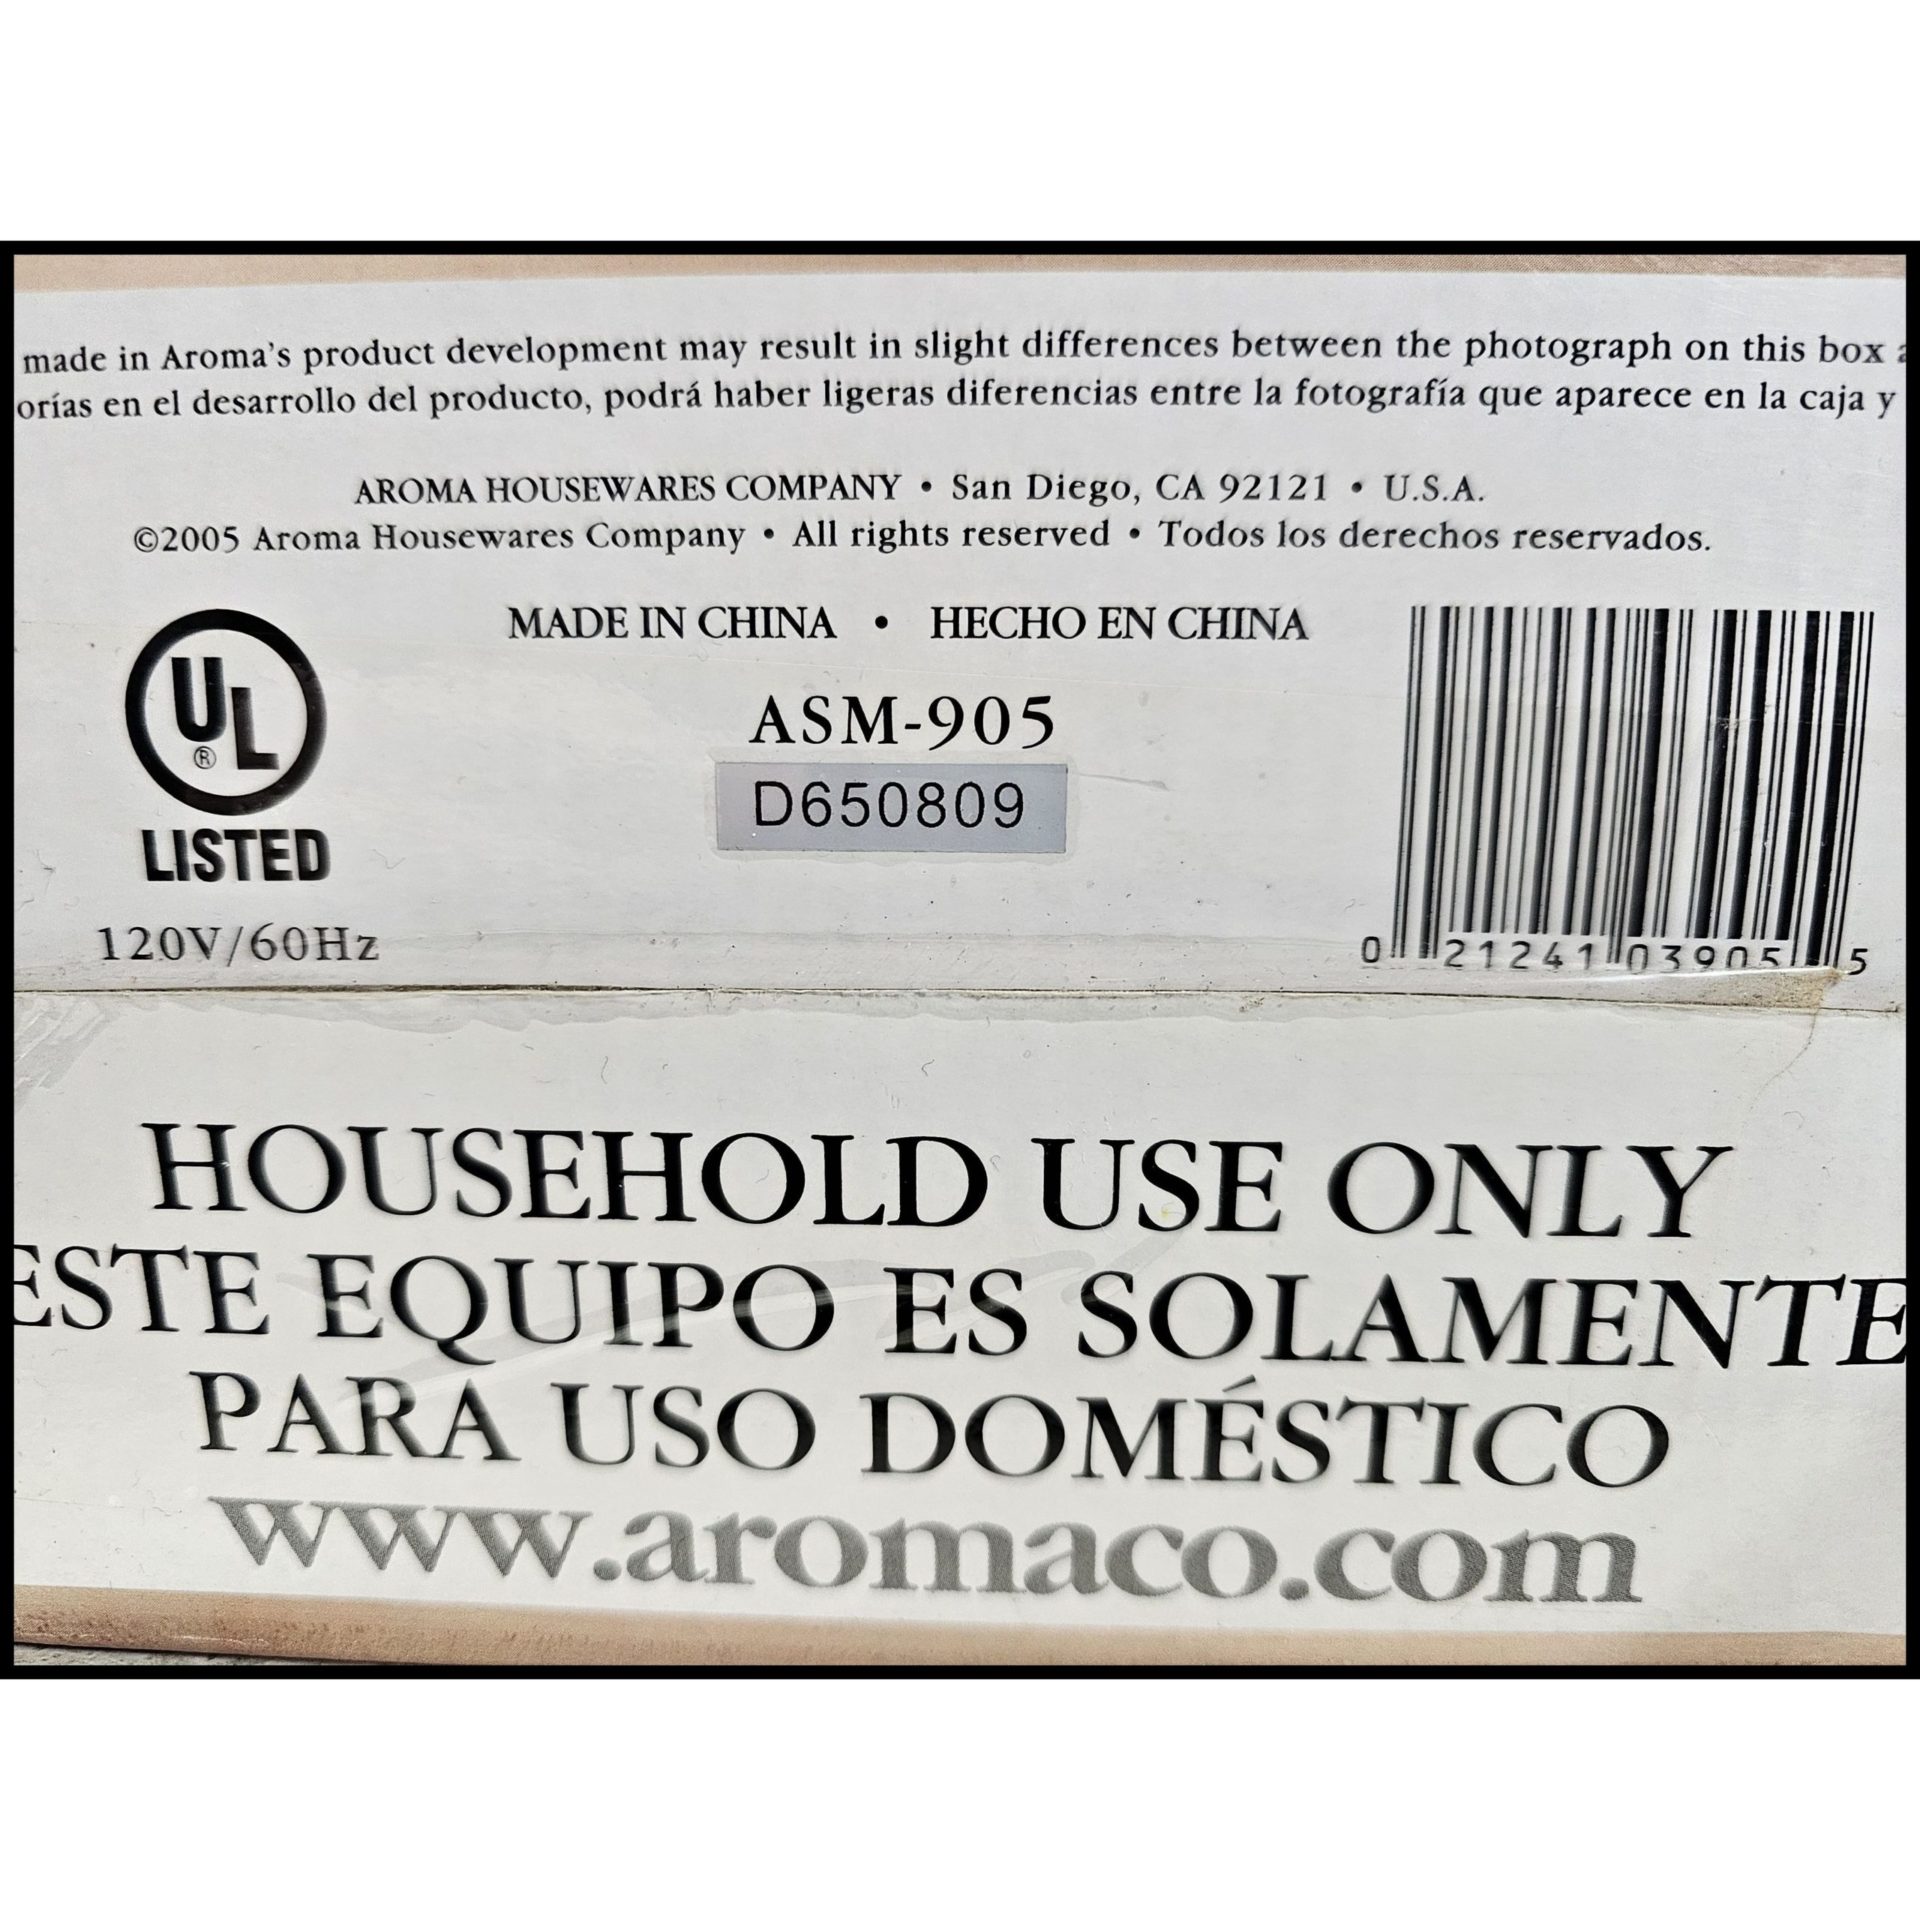 made in Aroma's product development may result in slight differences between the photograph on this box
orías en el desarrollo del producto, podrá haber ligeras diferencias entre la fotografía que aparece en la caja y
AROMA HOUSEWARES COMPANY • San Diego, CA 92121 • U.S.A.
©2005 Aroma Housewares Company • All rights reserved • Todos los derechos reservados.
MADE IN CHINA • HECHO EN CHINA
UL®
LISTED
120V/60Hz
ASM-905
D650809
0 21241 03905 5
HOUSEHOLD USE ONLY
ESTE EQUIPO ES SOLAMENTE
PARA USO DOMÉSTICO
www.aromaco.com